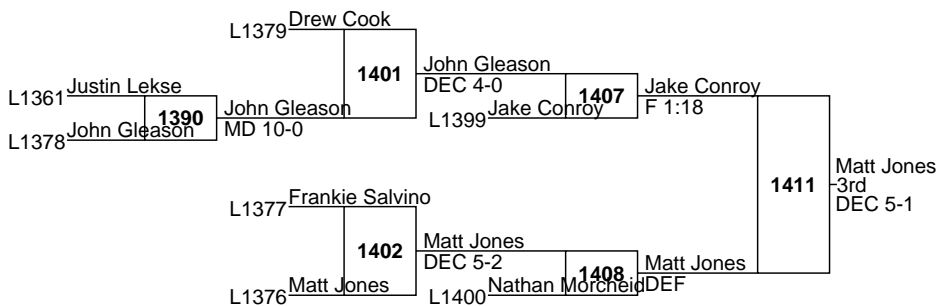 L1379 Drew Cook
1401
John Gleason
DEC 4-0
L1361 Justin Lekse
1390
L1378 John Gleason
John Gleason
MD 10-0
1407
L1399 Jake Conroy
Jake Conroy
F 1:18
1411
Matt Jones
3rd
DEC 5-1
L1377 Frankie Salvino
1402
L1376 Matt Jones
Matt Jones
DEC 5-2
1408
L1400 Nathan Morcheid
Matt Jones
DEF